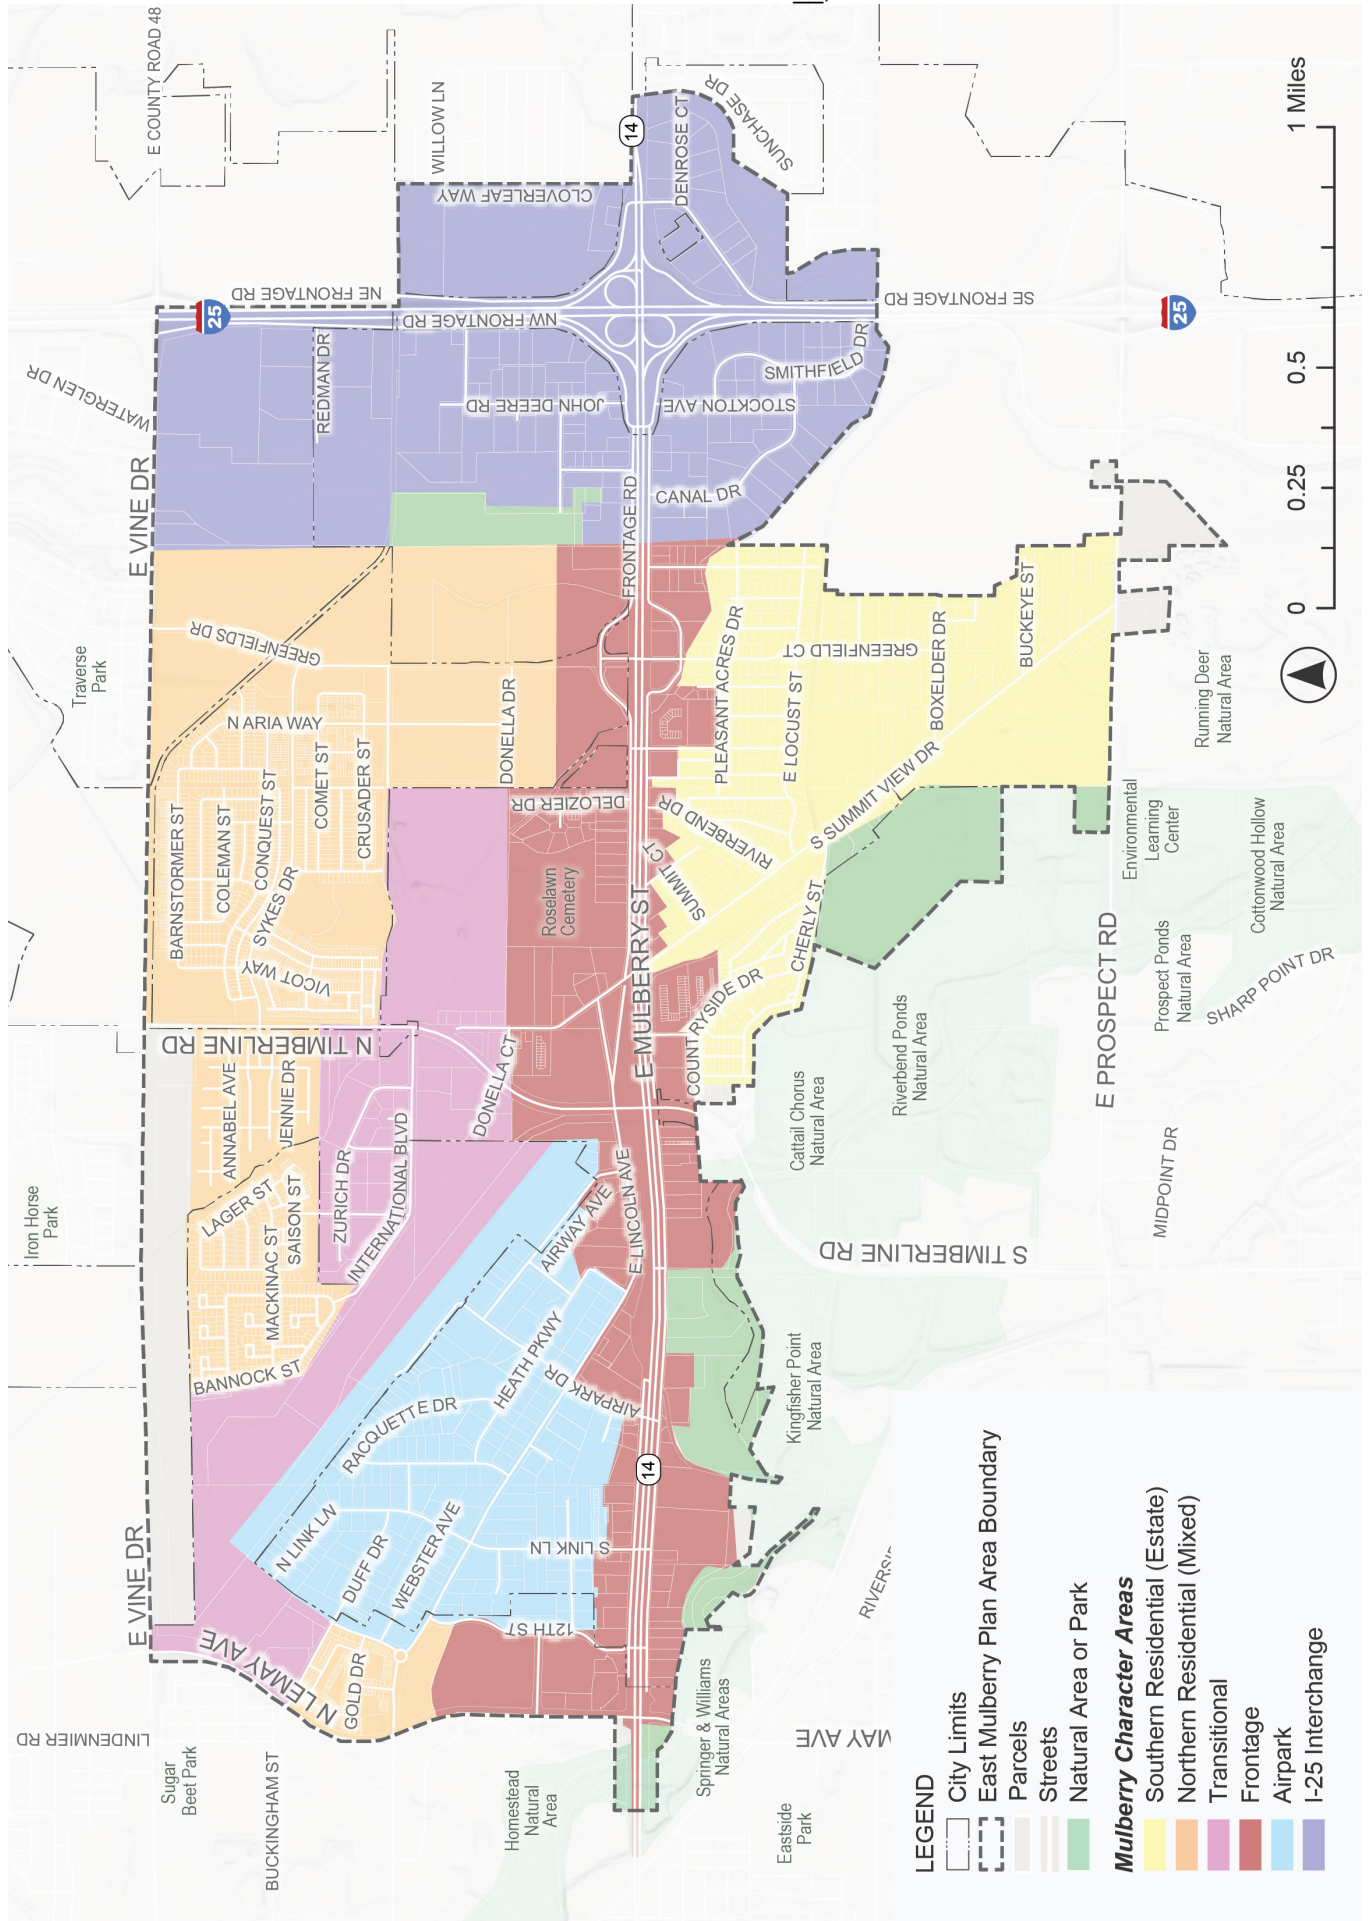 E COUNTY ROAD 48
WATERGLEN DR
E VINE DR
NE FRONTAGE RD
25
NW FRONTAGE RD
REDMAN DR
WILLOW LN
CLOVERLEAF WAY
14
DENROSE CT
SUNCHASE DR
JOHN DEERE RD
STOCKTON AVE
SMITHFIELD DR
SE FRONTAGE RD
25
CANAL DR
FRONTAGE RD
Traverse
Park
GREENFIELDS DR
N ARIA WAY
BARNSTORMER ST
COLEMAN ST
CONQUEST ST
COMET ST
CRUSADER ST
SYKES DR
VICOT WAY
DONELLA DR
DELOZIER DR
Roselawn
Cemetery
E MULBERRY ST
PLEASANT ACRES DR
E LOCUST ST
GREENFIELD CT
BOXELDER DR
BUCKEYE ST
RIVERBEND DR
SUMMIT CT
S SUMMIT VIEW DR
CHERLY ST
COUNTRYSIDE DR
Running Deer
Natural Area
Environmental
Learning
Center
Cottonwood Hollow
Natural Area
Prospect Ponds
Natural Area
SHARP POINT DR
E PROSPECT RD
Riverbend Ponds
Natural Area
Cattail Chorus
Natural Area
MIDPOINT DR
S TIMBERLINE RD
N TIMBERLINE RD
Iron Horse
Park
ANNABEL AVE
JENNIE DR
LAGER ST
SAISON ST
MACKINAC ST
BANNOCK ST
ZURICH DR
INTERNATIONAL BLVD
DONELLA CT
AIRWAY AVE
E LINCOLN AVE
HEATH PKWY
AIRPARK DR
RACQUETTE DR
N LINK LN
DUFF DR
WEBSTER AVE
S LINK LN
12TH ST
14
Kingfisher Point
Natural Area
E VINE DR
N LEMAY AVE
GOLD DR
LINDENMIER RD
Sugar
Beet Park
BUCKINGHAM ST
Homestead
Natural
Area
Springer & Williams
Natural Areas
Eastside
Park
MAY AVE
RIVERSI
0
0.25
0.5
1 Miles
LEGEND
City Limits
East Mulberry Plan Area Boundary
Parcels
Streets
Natural Area or Park
Mulberry Character Areas
Southern Residential (Estate)
Northern Residential (Mixed)
Transitional
Frontage
Airpark
I-25 Interchange